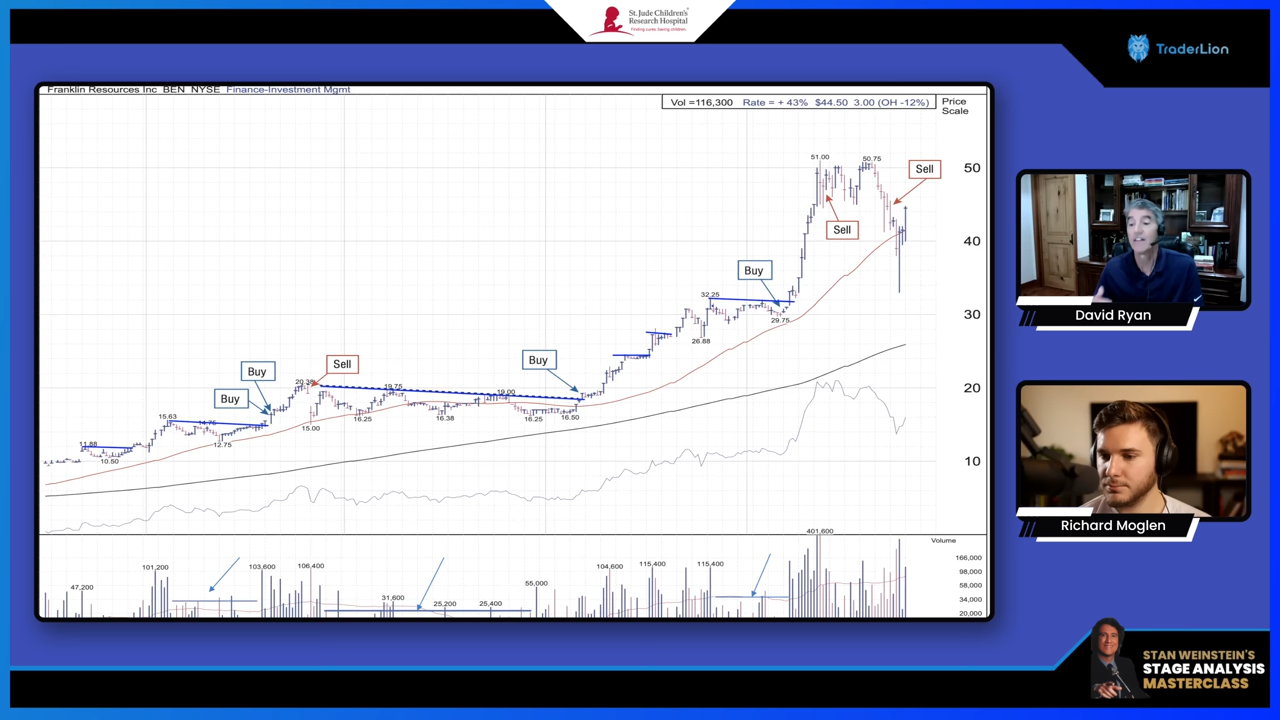 St. Jude Children's
Research Hospital
Finding cures. Saving children.
TraderLion
Franklin Resources Inc BEN NYSE Finance-Investment Mgmt
Vol =116,300 Rate = + 43% $44.50 3.00 (OH -12%)
Price
Scale
51.00
50.75
50
Sell
Sell
40
Buy
32.25
30
29.75
26.88
Buy
Sell
Buy
Buy
20.38
19.75
19.00
20
15.63
14.75
16.25
16.38
16.25
16.50
15.00
12.75
11.88
10.50
10
401,600
Volume
47,200
101,200
103,600
106,400
31,600
25,200
25,400
55,000
104,600
115,400
115,400
166,000
98,000
58,000
34,000
20,000
David Ryan
Richard Moglen
STAN WEINSTEIN'S
STAGE ANALYSIS
MASTERCLASS